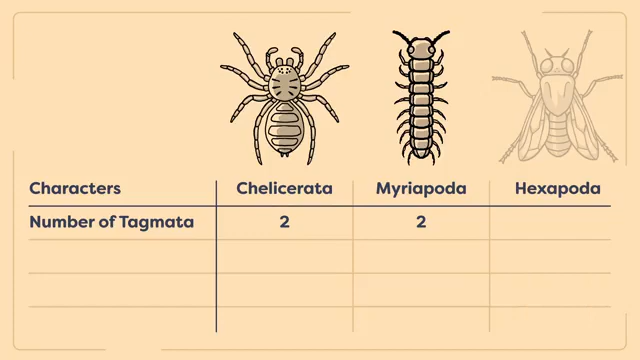 Characters Chelicerata Myriapoda Hexapoda
Number of Tagmata 2 2